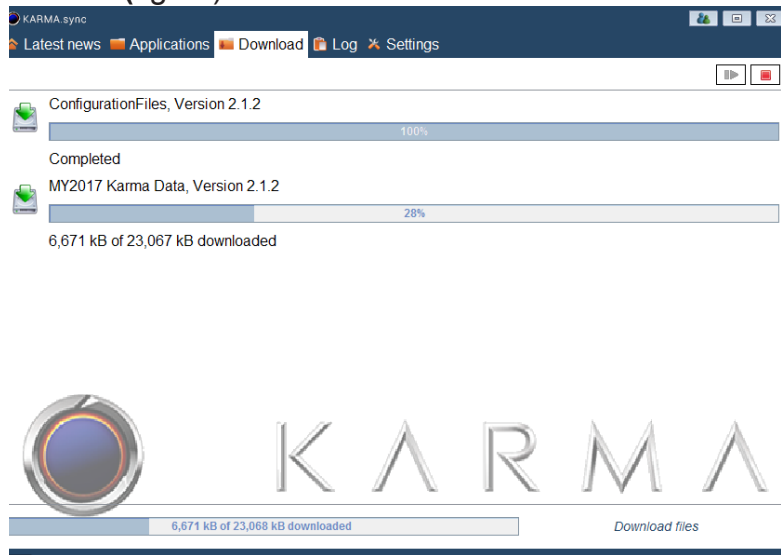 KARMA.sync
Latest news Applications Download Log Settings
ConfigurationFiles, Version 2.1.2
100%
Completed
MY2017 Karma Data, Version 2.1.2
28%
6,671 kB of 23,067 kB downloaded
KARMA
6,671 kB of 23,068 kB downloaded Download files